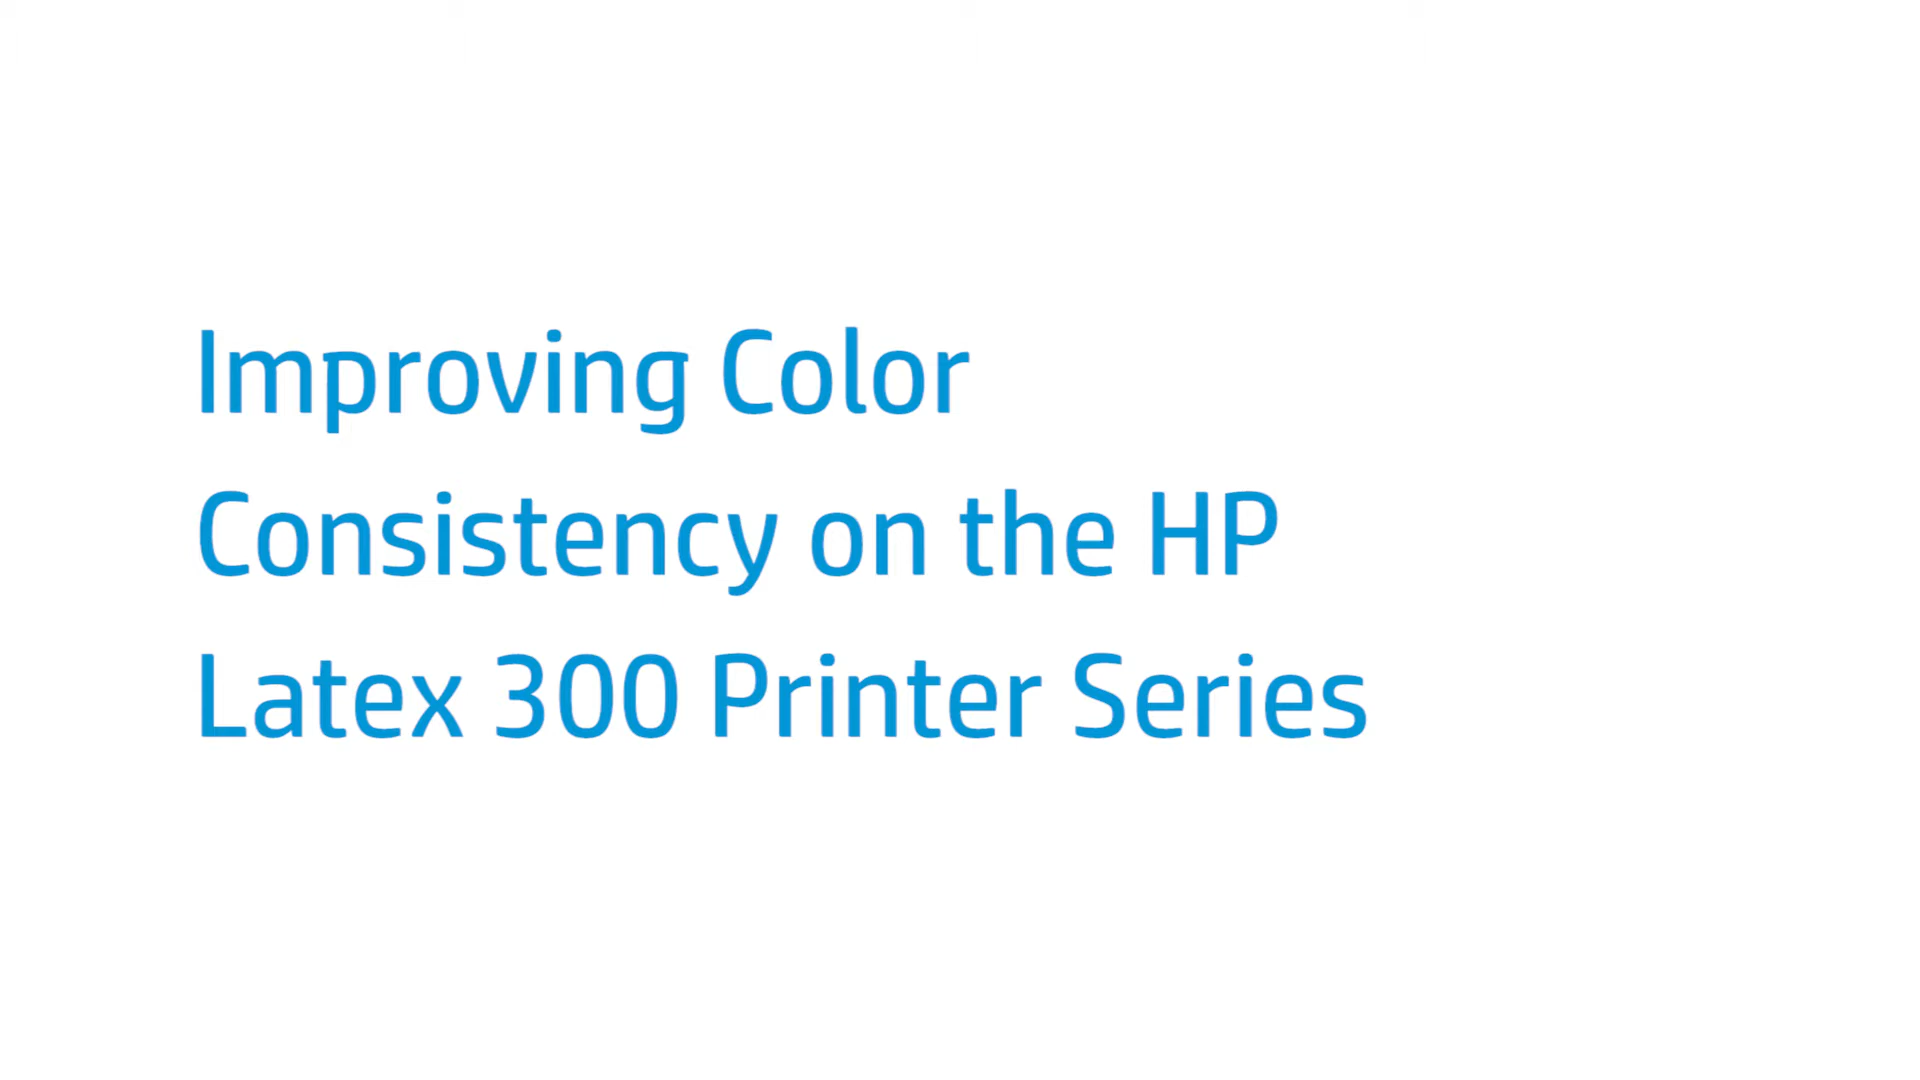 Improving Color
Consistency on the HP
Latex 300 Printer Series